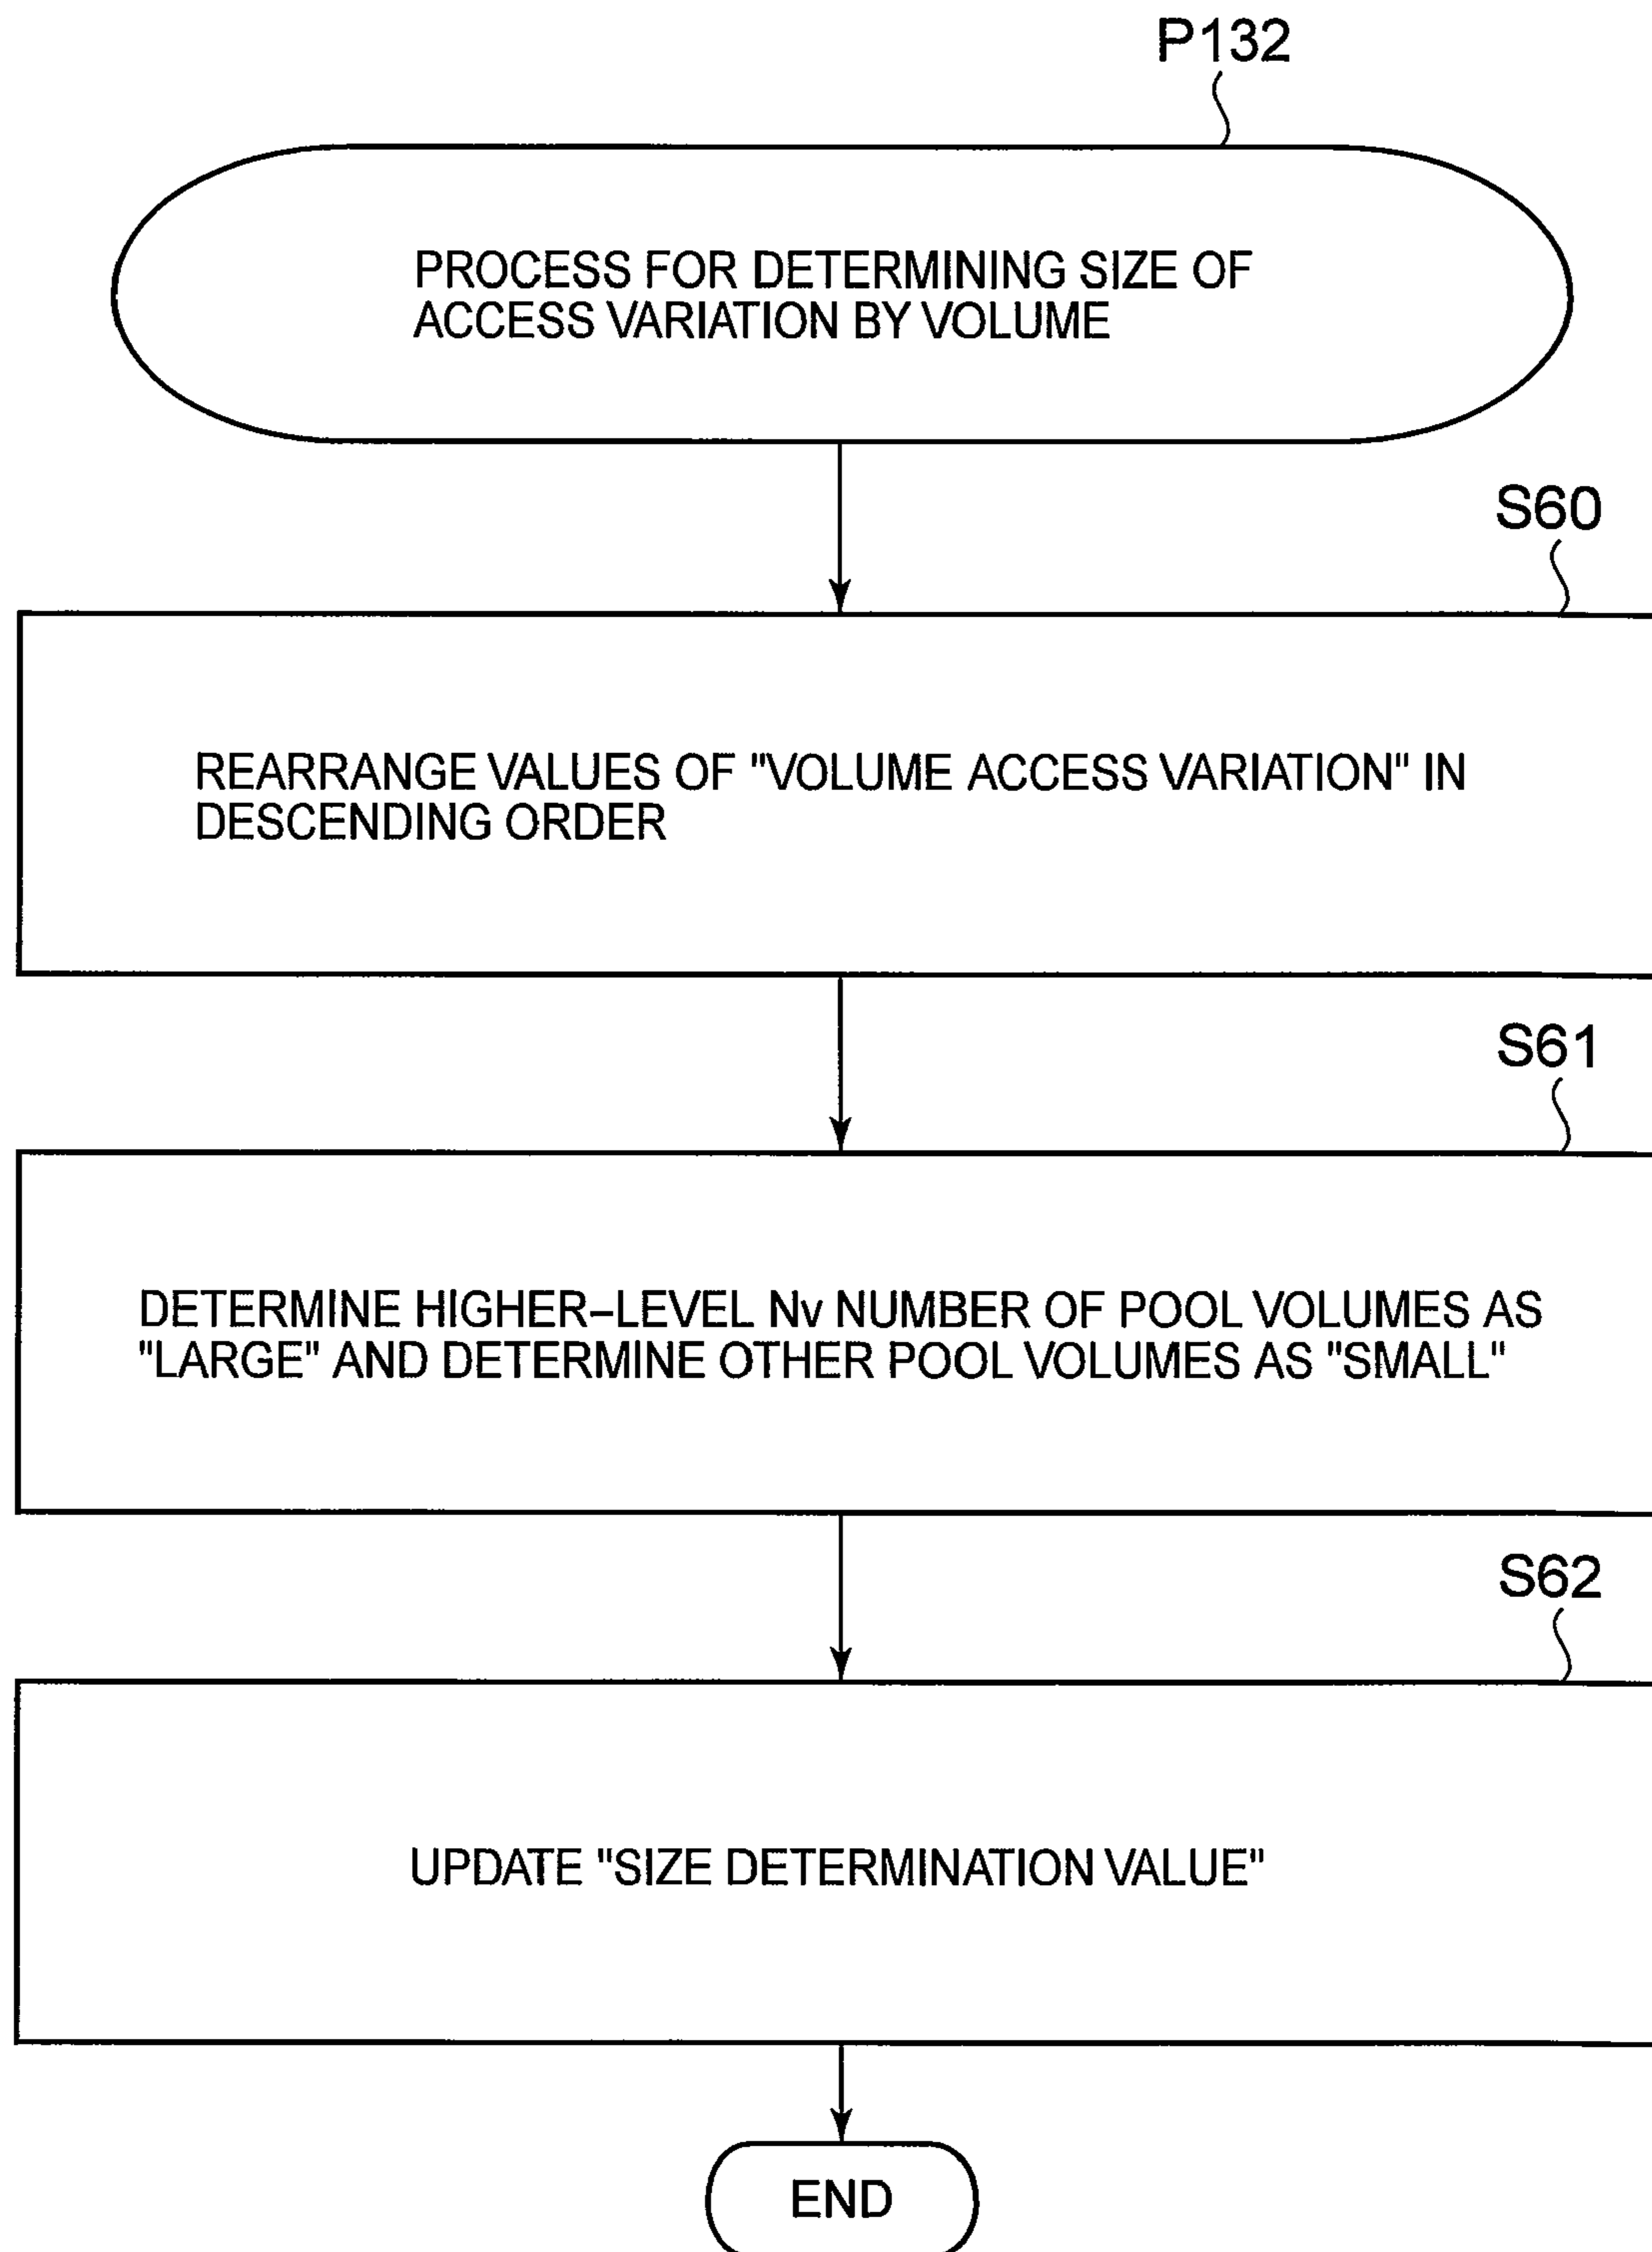 P132
PROCESS FOR DETERMINING SIZE OF
ACCESS VARIATION BY VOLUME
S60
REARRANGE VALUES OF "VOLUME ACCESS VARIATION" IN
DESCENDING ORDER
S61
DETERMINE HIGHER–LEVEL Nv NUMBER OF POOL VOLUMES AS
"LARGE" AND DETERMINE OTHER POOL VOLUMES AS "SMALL"
S62
UPDATE "SIZE DETERMINATION VALUE"
END